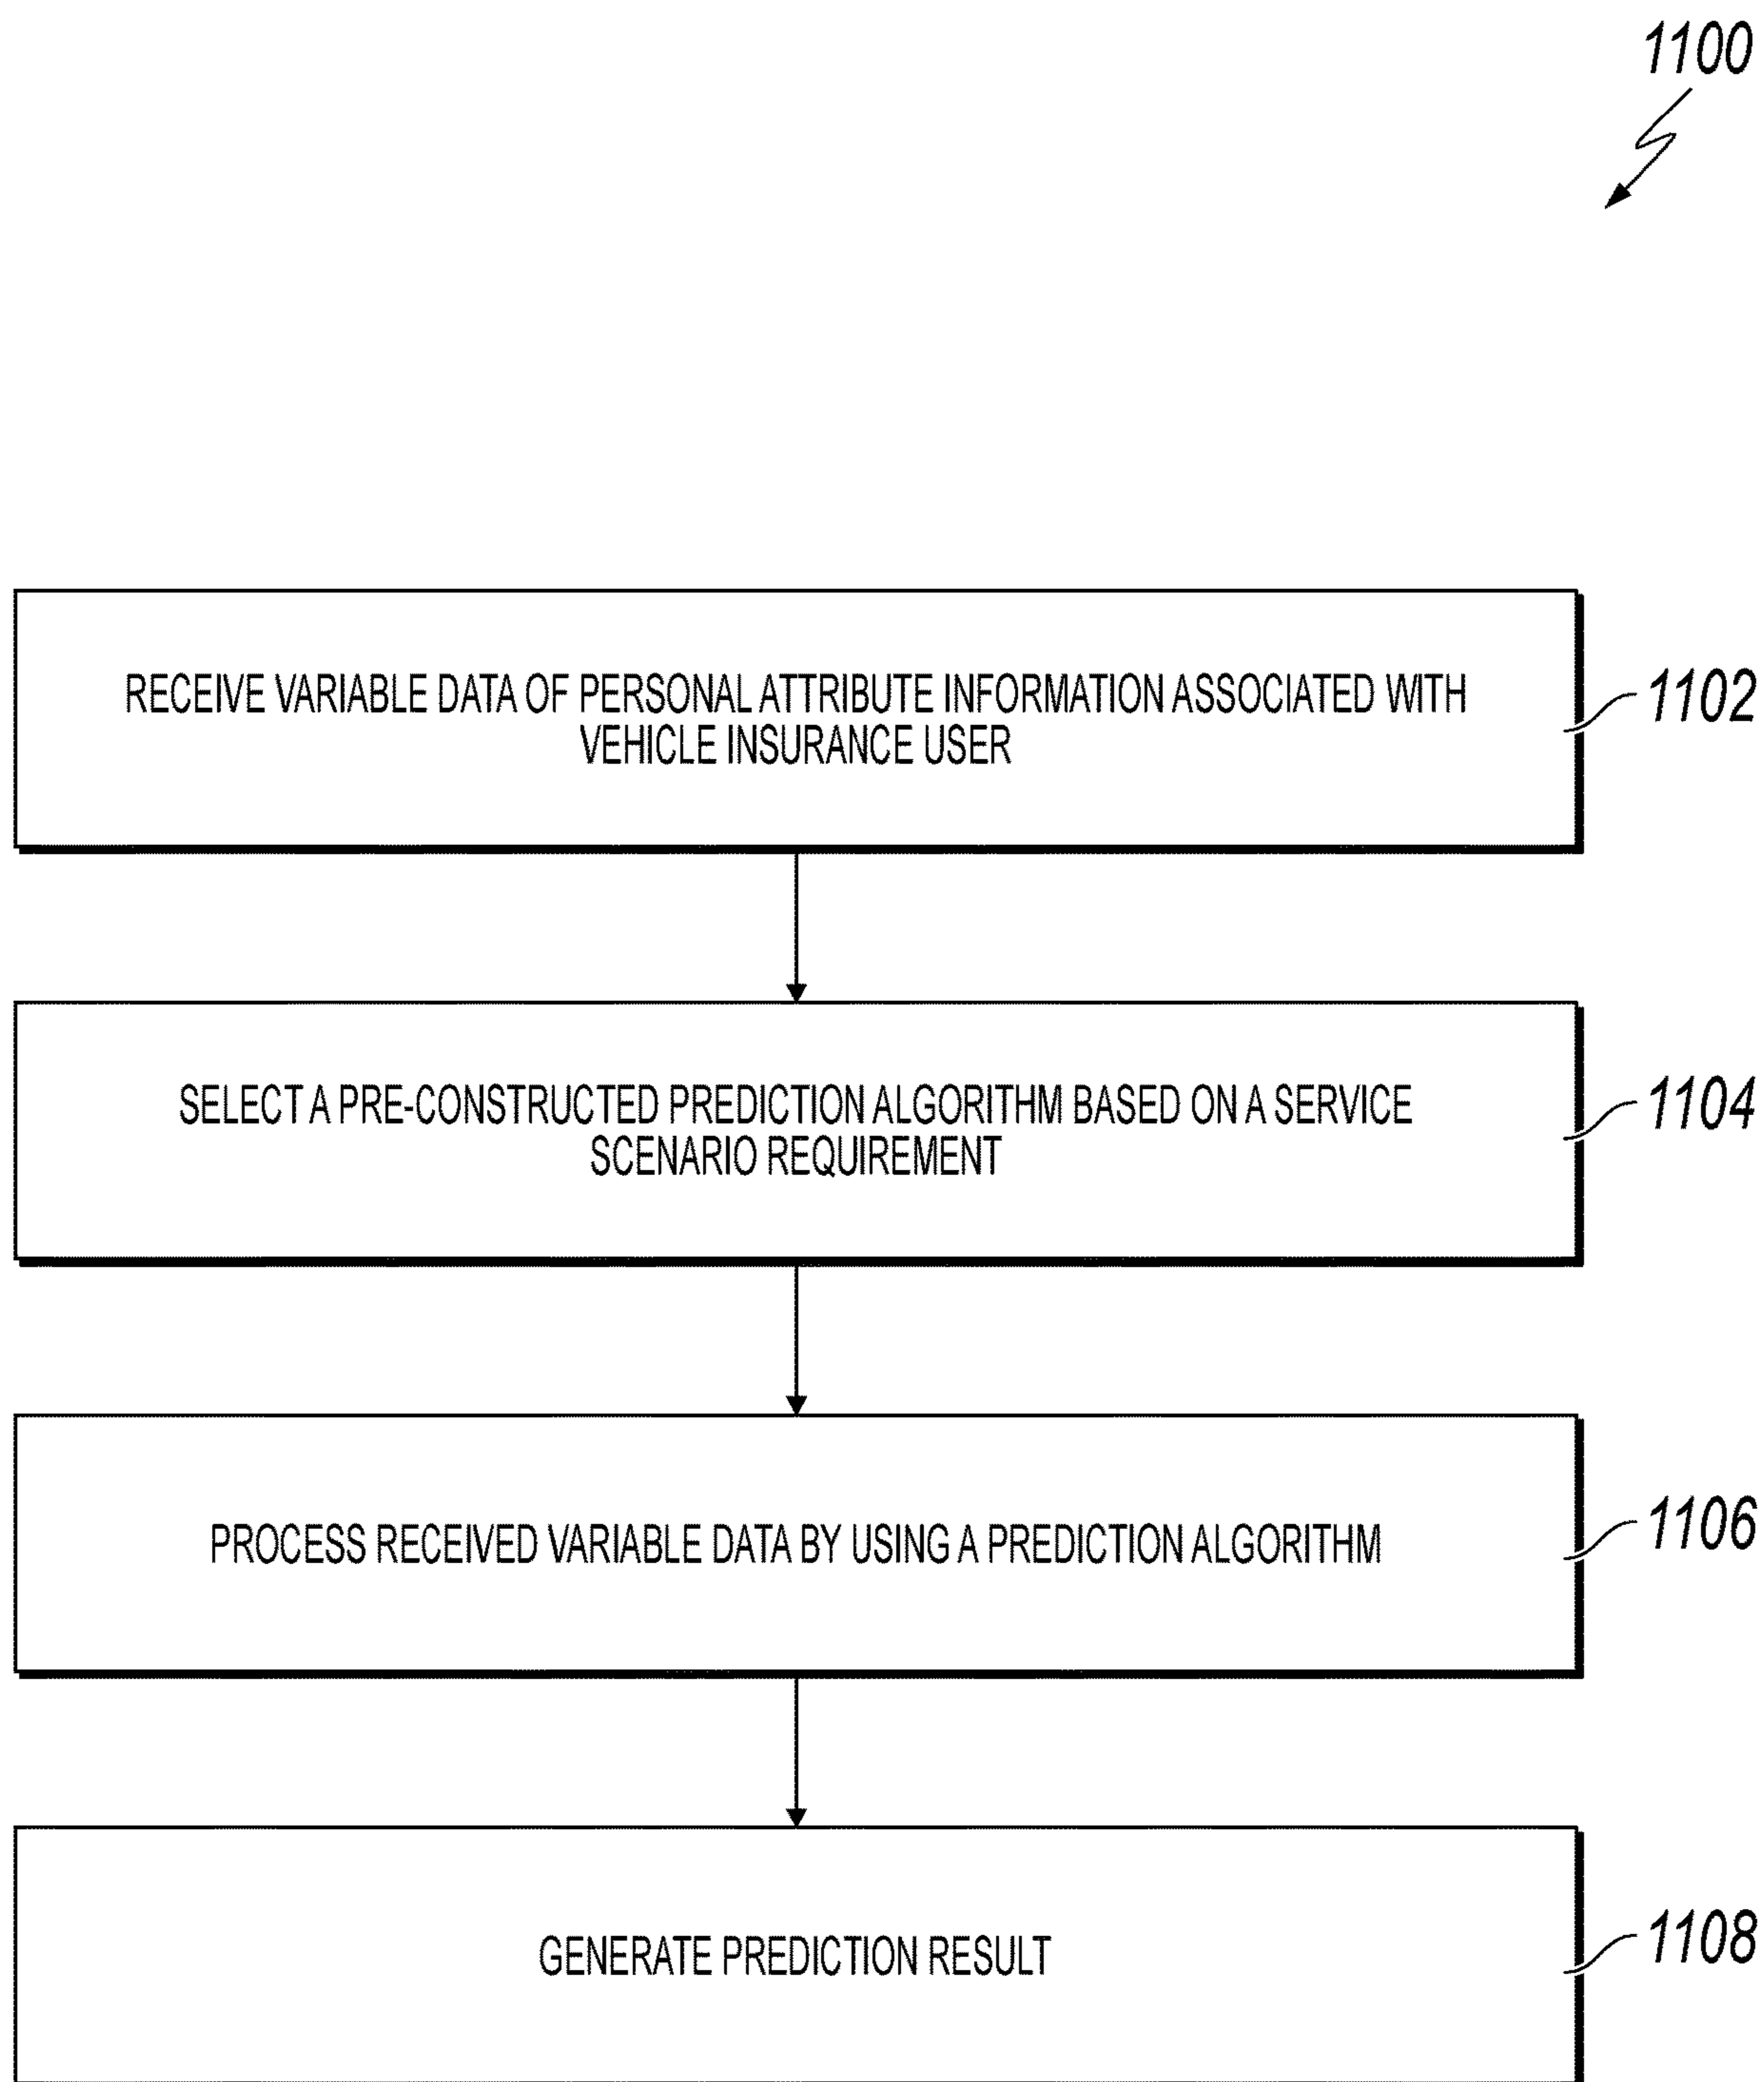 1100
RECEIVE VARIABLE DATA OF PERSONAL ATTRIBUTE INFORMATION ASSOCIATED WITH
VEHICLE INSURANCE USER
1102
SELECT A PRE-CONSTRUCTED PREDICTION ALGORITHM BASED ON A SERVICE
SCENARIO REQUIREMENT
1104
PROCESS RECEIVED VARIABLE DATA BY USING A PREDICTION ALGORITHM
1106
GENERATE PREDICTION RESULT
1108